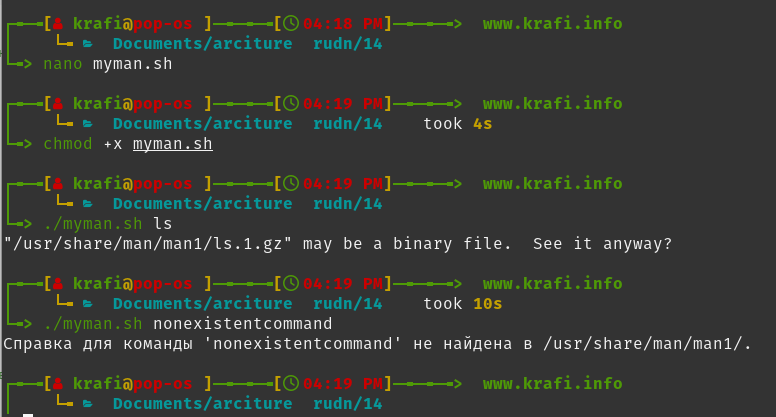 [ krafi@pop-os ]─────[ 04:18 PM]─────> www.krafi.info
Documents/arciture rudn/14
─> nano myman.sh
[ krafi@pop-os ]─────[ 04:19 PM]─────> www.krafi.info
Documents/arciture rudn/14 took 4s
─> chmod +x myman.sh
[ krafi@pop-os ]─────[ 04:19 PM]─────> www.krafi.info
Documents/arciture rudn/14
─> ./myman.sh ls
"/usr/share/man/man1/ls.1.gz" may be a binary file.  See it anyway?
[ krafi@pop-os ]─────[ 04:19 PM]─────> www.krafi.info
Documents/arciture rudn/14 took 10s
─> ./myman.sh nonexistentcommand
Справка для команды 'nonexistentcommand' не найдена в /usr/share/man/man1/.
[ krafi@pop-os ]─────[ 04:19 PM]─────> www.krafi.info
Documents/arciture rudn/14